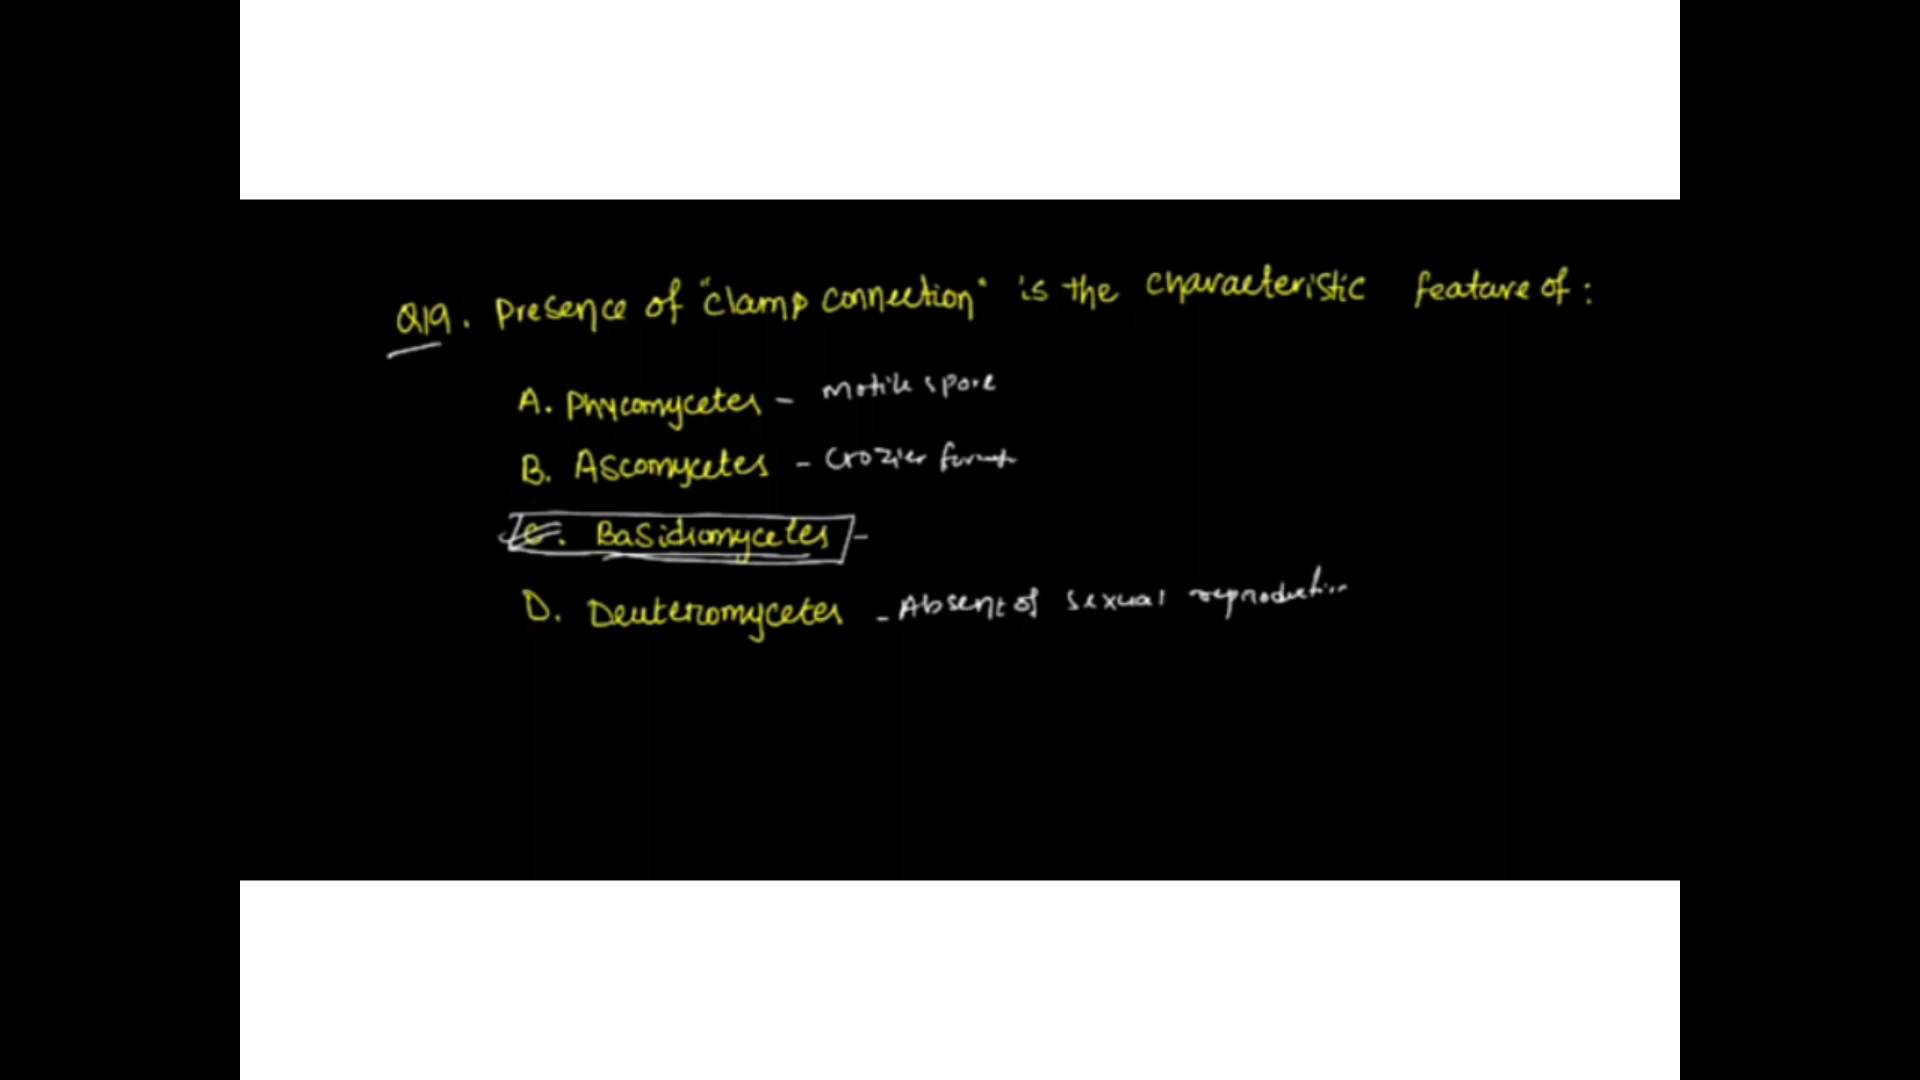 Q19. Presence of "clamp connection" is the characteristic feature of:
A. Phycomycetes - motile spore
B. Ascomycetes - crozier
C. Basidiomycetes -
D. Deuteromycetes - Absent of sexual reproduction